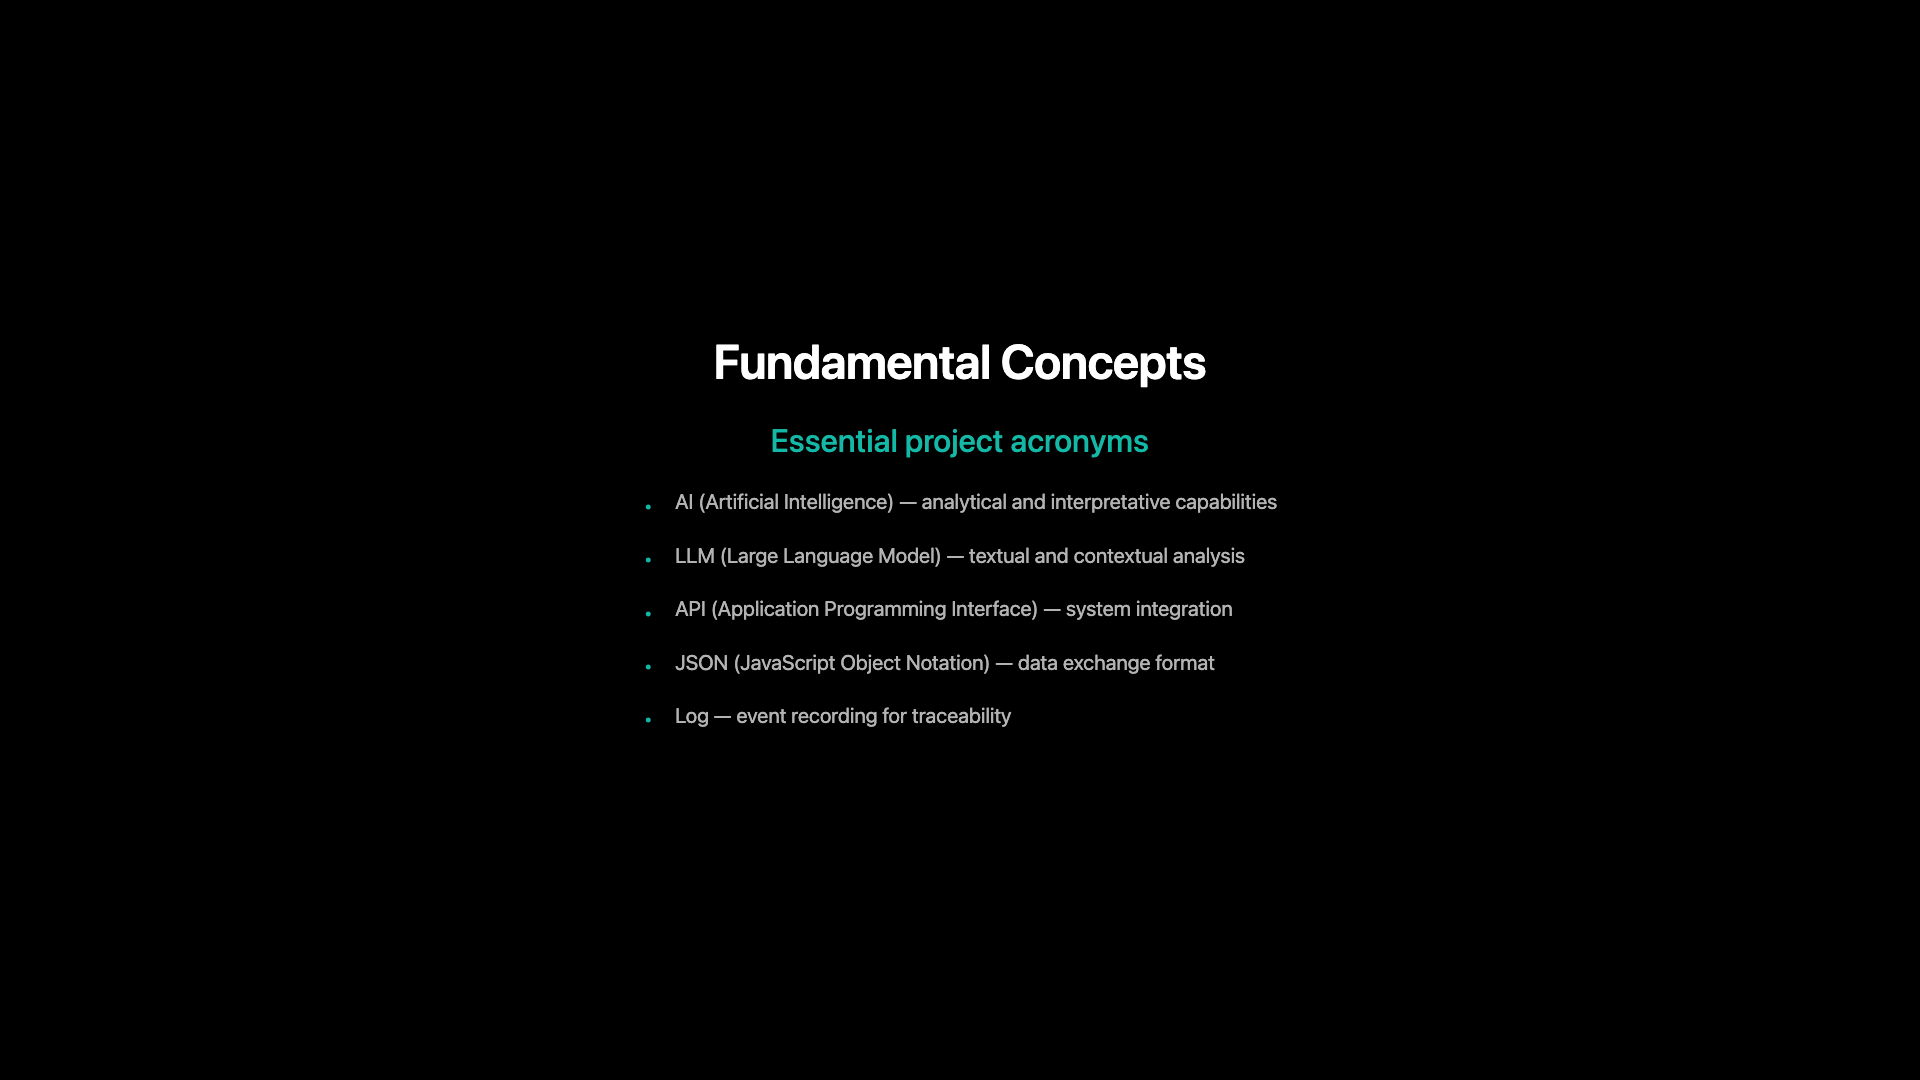 Fundamental Concepts
Essential project acronyms
• AI (Artificial Intelligence) — analytical and interpretative capabilities
• LLM (Large Language Model) — textual and contextual analysis
• API (Application Programming Interface) — system integration
• JSON (JavaScript Object Notation) — data exchange format
• Log — event recording for traceability